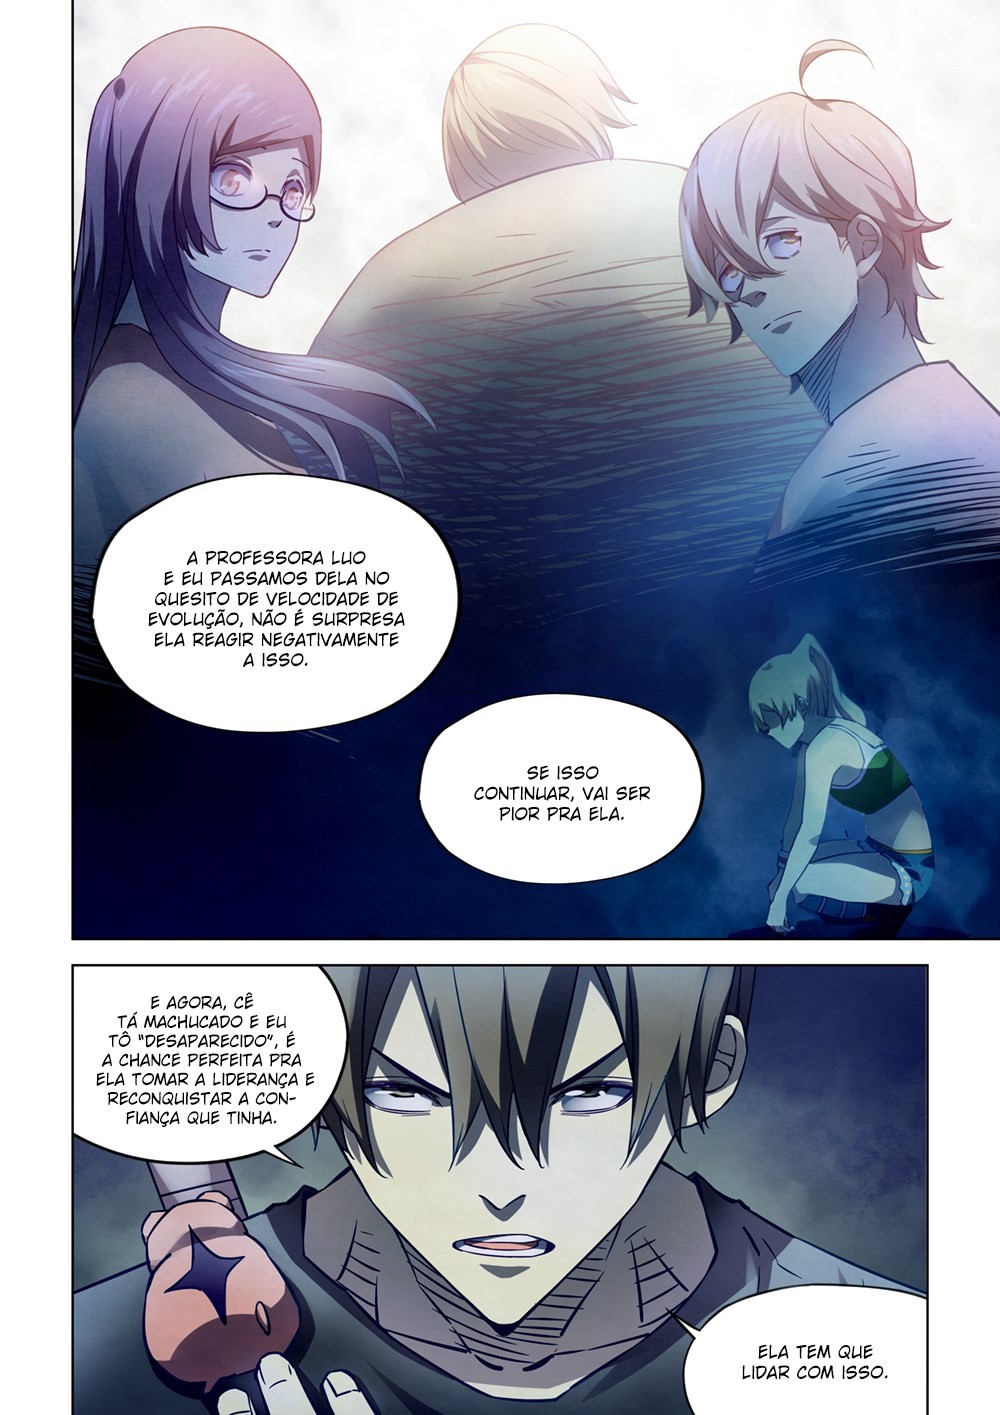 A PROFESSORA LUO
E EU PASSAMOS DELA NO
QUESITO DE VELOCIDADE DE
EVOLUÇÃO, NÃO É SURPRESA
ELA REAGIR NEGATIVAMENTE
A ISSO.
SE ISSO
CONTINUAR, VAI SER
PIOR PRA ELA.
E AGORA, CÊ
TÁ MACHUCADO E EU
TÔ "DESAPARECIDO", É
A CHANCE PERFEITA PRA
ELA TOMAR A LIDERANÇA E
RECONQUISTAR A CON-
FIANÇA QUE TINHA.
ELA TEM QUE
LIDAR COM ISSO.